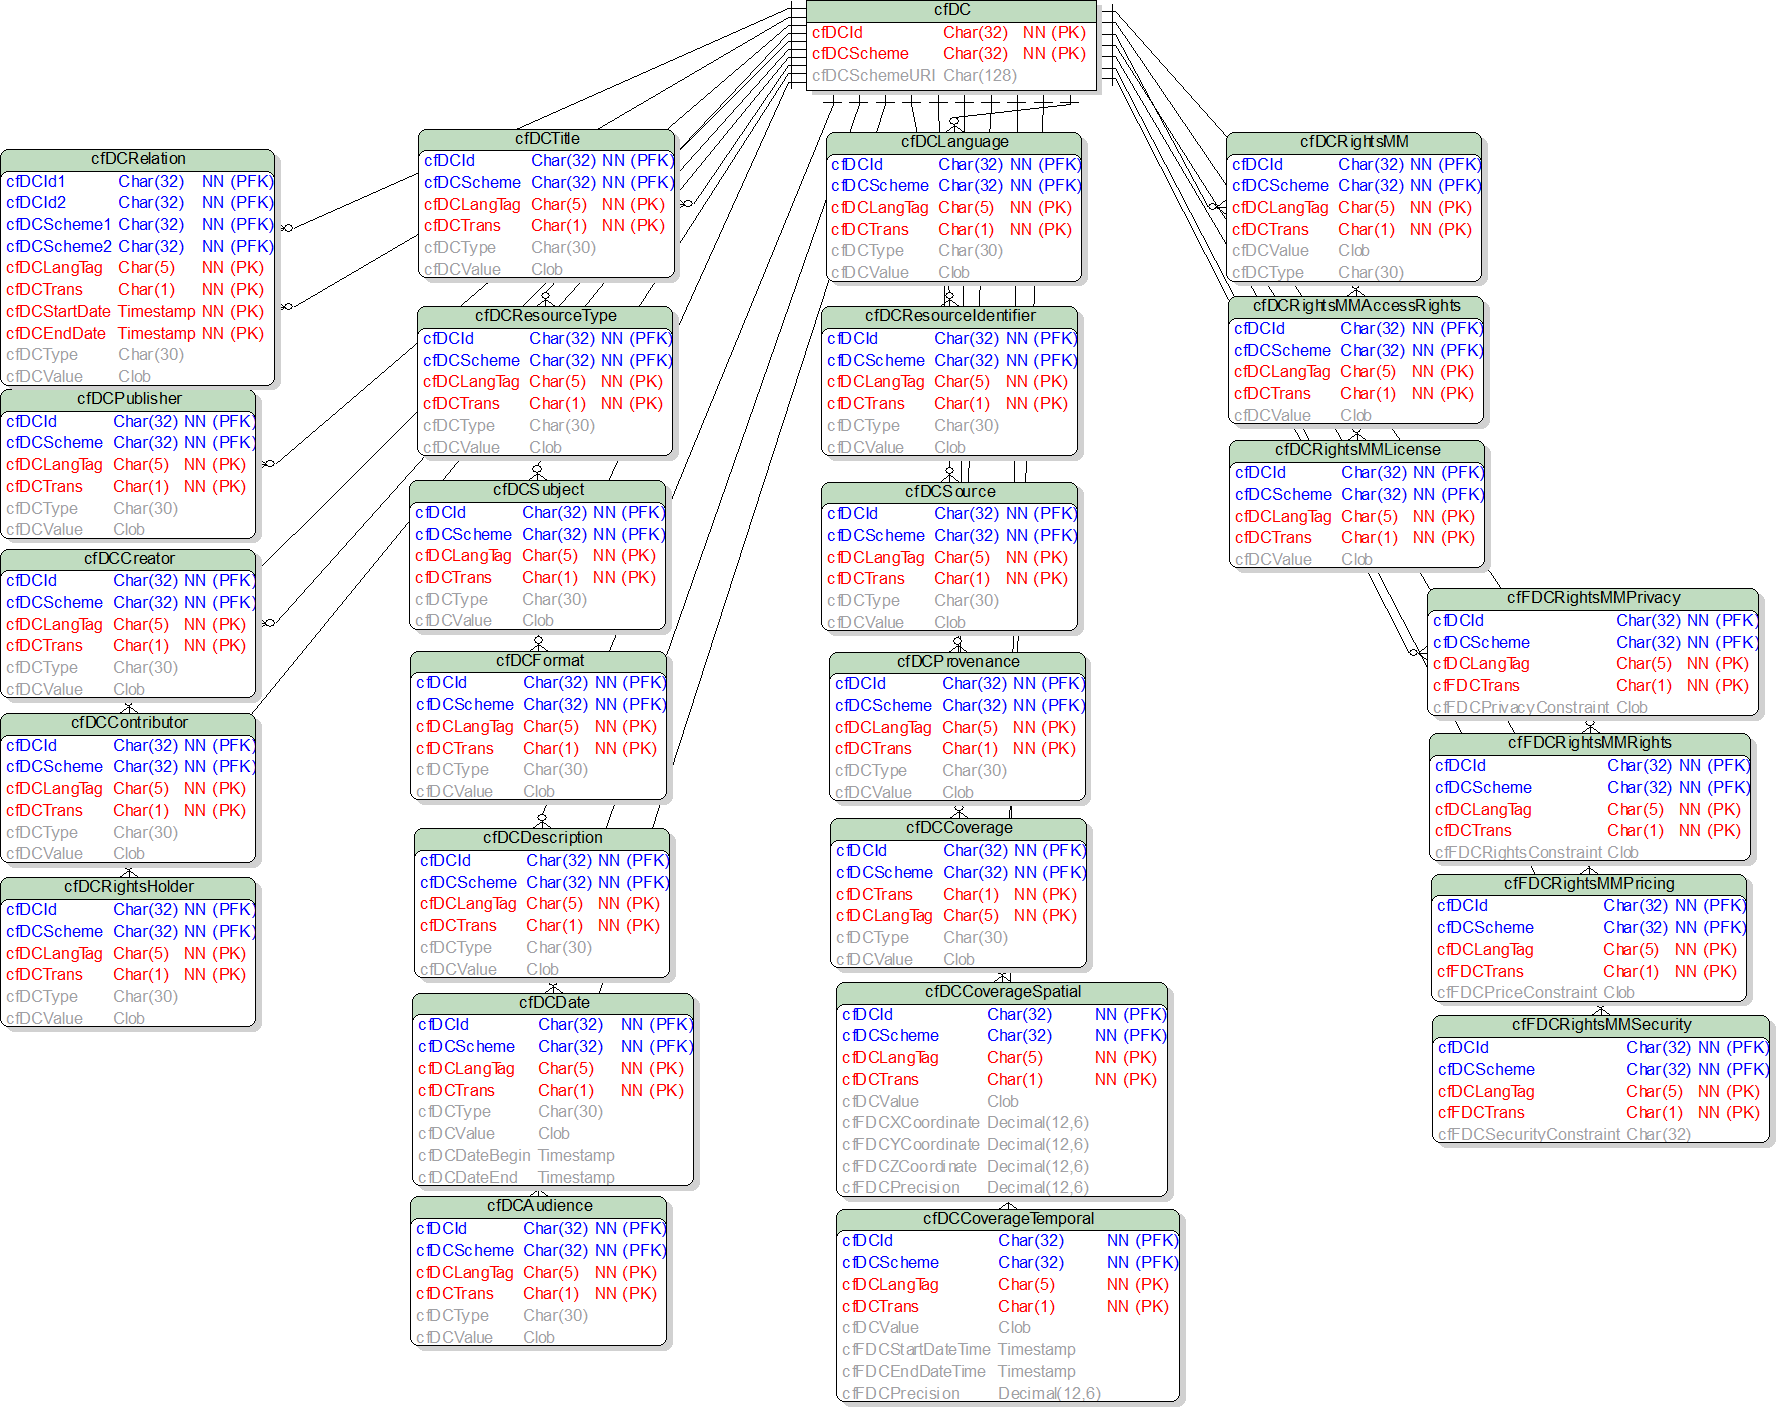 cfDC
cfDCId Char(32) NN (PK)
cfDCScheme Char(32) NN (PK)
cfDCSchemeURI Char(128)
cfDCRelation
cfDCId1 Char(32) NN (PFK)
cfDCId2 Char(32) NN (PFK)
cfDCScheme1 Char(32) NN (PFK)
cfDCScheme2 Char(32) NN (PFK)
cfDCLangTag Char(5) NN (PK)
cfDCTrans Char(1) NN (PK)
cfDCStartDate Timestamp NN (PK)
cfDCEndDate Timestamp NN (PK)
cfDCType Char(30)
cfDCValue Clob
cfDCPublisher
cfDCId Char(32) NN (PFK)
cfDCScheme Char(32) NN (PFK)
cfDCLangTag Char(5) NN (PK)
cfDCTrans Char(1) NN (PK)
cfDCType Char(30)
cfDCValue Clob
cfDCCreator
cfDCId Char(32) NN (PFK)
cfDCScheme Char(32) NN (PFK)
cfDCLangTag Char(5) NN (PK)
cfDCTrans Char(1) NN (PK)
cfDCType Char(30)
cfDCValue Clob
cfDCContributor
cfDCId Char(32) NN (PFK)
cfDCScheme Char(32) NN (PFK)
cfDCLangTag Char(5) NN (PK)
cfDCTrans Char(1) NN (PK)
cfDCType Char(30)
cfDCValue Clob
cfDCRightsHolder
cfDCId Char(32) NN (PFK)
cfDCScheme Char(32) NN (PFK)
cfDCLangTag Char(5) NN (PK)
cfDCTrans Char(1) NN (PK)
cfDCType Char(30)
cfDCValue Clob
cfDCTitle
cfDCId Char(32) NN (PFK)
cfDCScheme Char(32) NN (PFK)
cfDCLangTag Char(5) NN (PK)
cfDCTrans Char(1) NN (PK)
cfDCType Char(30)
cfDCValue Clob
cfDCResourceType
cfDCId Char(32) NN (PFK)
cfDCScheme Char(32) NN (PFK)
cfDCLangTag Char(5) NN (PK)
cfDCTrans Char(1) NN (PK)
cfDCType Char(30)
cfDCValue Clob
cfDCSubject
cfDCId Char(32) NN (PFK)
cfDCScheme Char(32) NN (PFK)
cfDCLangTag Char(5) NN (PK)
cfDCTrans Char(1) NN (PK)
cfDCType Char(30)
cfDCValue Clob
cfDCFormat
cfDCId Char(32) NN (PFK)
cfDCScheme Char(32) NN (PFK)
cfDCLangTag Char(5) NN (PK)
cfDCTrans Char(1) NN (PK)
cfDCType Char(30)
cfDCValue Clob
cfDCDescription
cfDCId Char(32) NN (PFK)
cfDCScheme Char(32) NN (PFK)
cfDCLangTag Char(5) NN (PK)
cfDCTrans Char(1) NN (PK)
cfDCType Char(30)
cfDCValue Clob
cfDCDate
cfDCId Char(32) NN (PFK)
cfDCScheme Char(32) NN (PFK)
cfDCLangTag Char(5) NN (PK)
cfDCTrans Char(1) NN (PK)
cfDCType Char(30)
cfDCValue Clob
cfDCDateBegin Timestamp
cfDCDateEnd Timestamp
cfDCAudience
cfDCId Char(32) NN (PFK)
cfDCScheme Char(32) NN (PFK)
cfDCLangTag Char(5) NN (PK)
cfDCTrans Char(1) NN (PK)
cfDCType Char(30)
cfDCValue Clob
cfDCLanguage
cfDCId Char(32) NN (PFK)
cfDCScheme Char(32) NN (PFK)
cfDCLangTag Char(5) NN (PK)
cfDCTrans Char(1) NN (PK)
cfDCType Char(30)
cfDCValue Clob
cfDCResourceIdentifier
cfDCId Char(32) NN (PFK)
cfDCScheme Char(32) NN (PFK)
cfDCLangTag Char(5) NN (PK)
cfDCTrans Char(1) NN (PK)
cfDCType Char(30)
cfDCValue Clob
cfDCSource
cfDCId Char(32) NN (PFK)
cfDCScheme Char(32) NN (PFK)
cfDCLangTag Char(5) NN (PK)
cfDCTrans Char(1) NN (PK)
cfDCType Char(30)
cfDCValue Clob
cfDCProvenance
cfDCId Char(32) NN (PFK)
cfDCScheme Char(32) NN (PFK)
cfDCLangTag Char(5) NN (PK)
cfDCTrans Char(1) NN (PK)
cfDCType Char(30)
cfDCValue Clob
cfDCCoverage
cfDCId Char(32) NN (PFK)
cfDCScheme Char(32) NN (PFK)
cfDCTrans Char(1) NN (PK)
cfDCLangTag Char(5) NN (PK)
cfDCType Char(30)
cfDCValue Clob
cfDCCoverageSpatial
cfDCId Char(32) NN (PFK)
cfDCScheme Char(32) NN (PFK)
cfDCLangTag Char(5) NN (PK)
cfDCTrans Char(1) NN (PK)
cfDCValue Clob
cfFDCXCoordinate Decimal(12,6)
cfFDCYCoordinate Decimal(12,6)
cfFDCZCoordinate Decimal(12,6)
cfFDCPrecision Decimal(12,6)
cfDCCoverageTemporal
cfDCId Char(32) NN (PFK)
cfDCScheme Char(32) NN (PFK)
cfDCLangTag Char(5) NN (PK)
cfDCTrans Char(1) NN (PK)
cfDCValue Clob
cfFDCStartDateTime Timestamp
cfFDCEndDateTime Timestamp
cfFDCPrecision Decimal(12,6)
cfDCRightsMM
cfDCId Char(32) NN (PFK)
cfDCScheme Char(32) NN (PFK)
cfDCLangTag Char(5) NN (PK)
cfDCTrans Char(1) NN (PK)
cfDCValue Clob
cfDCType Char(30)
cfDCRightsMMAccessRights
cfDCId Char(32) NN (PFK)
cfDCScheme Char(32) NN (PFK)
cfDCLangTag Char(5) NN (PK)
cfDCTrans Char(1) NN (PK)
cfDCValue Clob
cfDCRightsMMLicense
cfDCId Char(32) NN (PFK)
cfDCScheme Char(32) NN (PFK)
cfDCLangTag Char(5) NN (PK)
cfDCTrans Char(1) NN (PK)
cfDCValue Clob
cfFDCRightsMMPrivacy
cfDCId Char(32) NN (PFK)
cfDCScheme Char(32) NN (PFK)
cfDCLangTag Char(5) NN (PK)
cfFDCTrans Char(1) NN (PK)
cfFDCPrivacyConstraint Clob
cfFDCRightsMMRights
cfDCId Char(32) NN (PFK)
cfDCScheme Char(32) NN (PFK)
cfDCLangTag Char(5) NN (PK)
cfDCTrans Char(1) NN (PK)
cfFDCRightsConstraint Clob
cfFDCRightsMMPricing
cfDCId Char(32) NN (PFK)
cfDCScheme Char(32) NN (PFK)
cfDCLangTag Char(5) NN (PK)
cfFDCTrans Char(1) NN (PK)
cfFDCPriceConstraint Clob
cfFDCRightsMMSecurity
cfDCId Char(32) NN (PFK)
cfDCScheme Char(32) NN (PFK)
cfDCLangTag Char(5) NN (PK)
cfFDCTrans Char(1) NN (PK)
cfFDCSecurityConstraint Char(32)